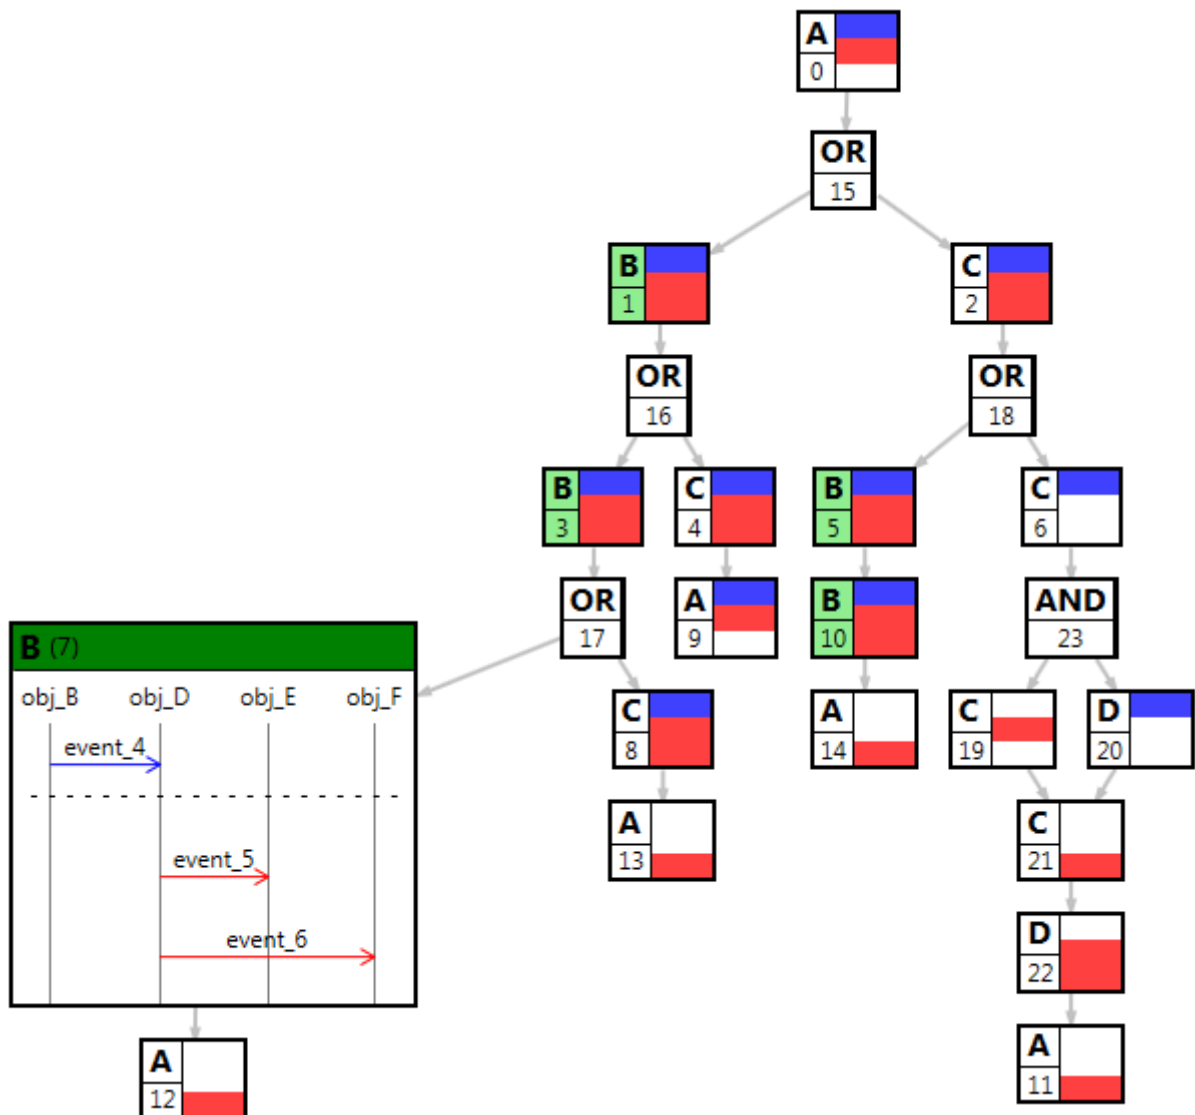 A
0
OR
15
B
1
C
2
OR
16
OR
18
B
3
C
4
B
5
C
6
OR
17
A
9
B
10
AND
23
B (7)
obj_B obj_D obj_E obj_F
event_4
event_5
event_6
C
8
A
14
C
19
D
20
A
13
C
21
D
22
A
12
A
11